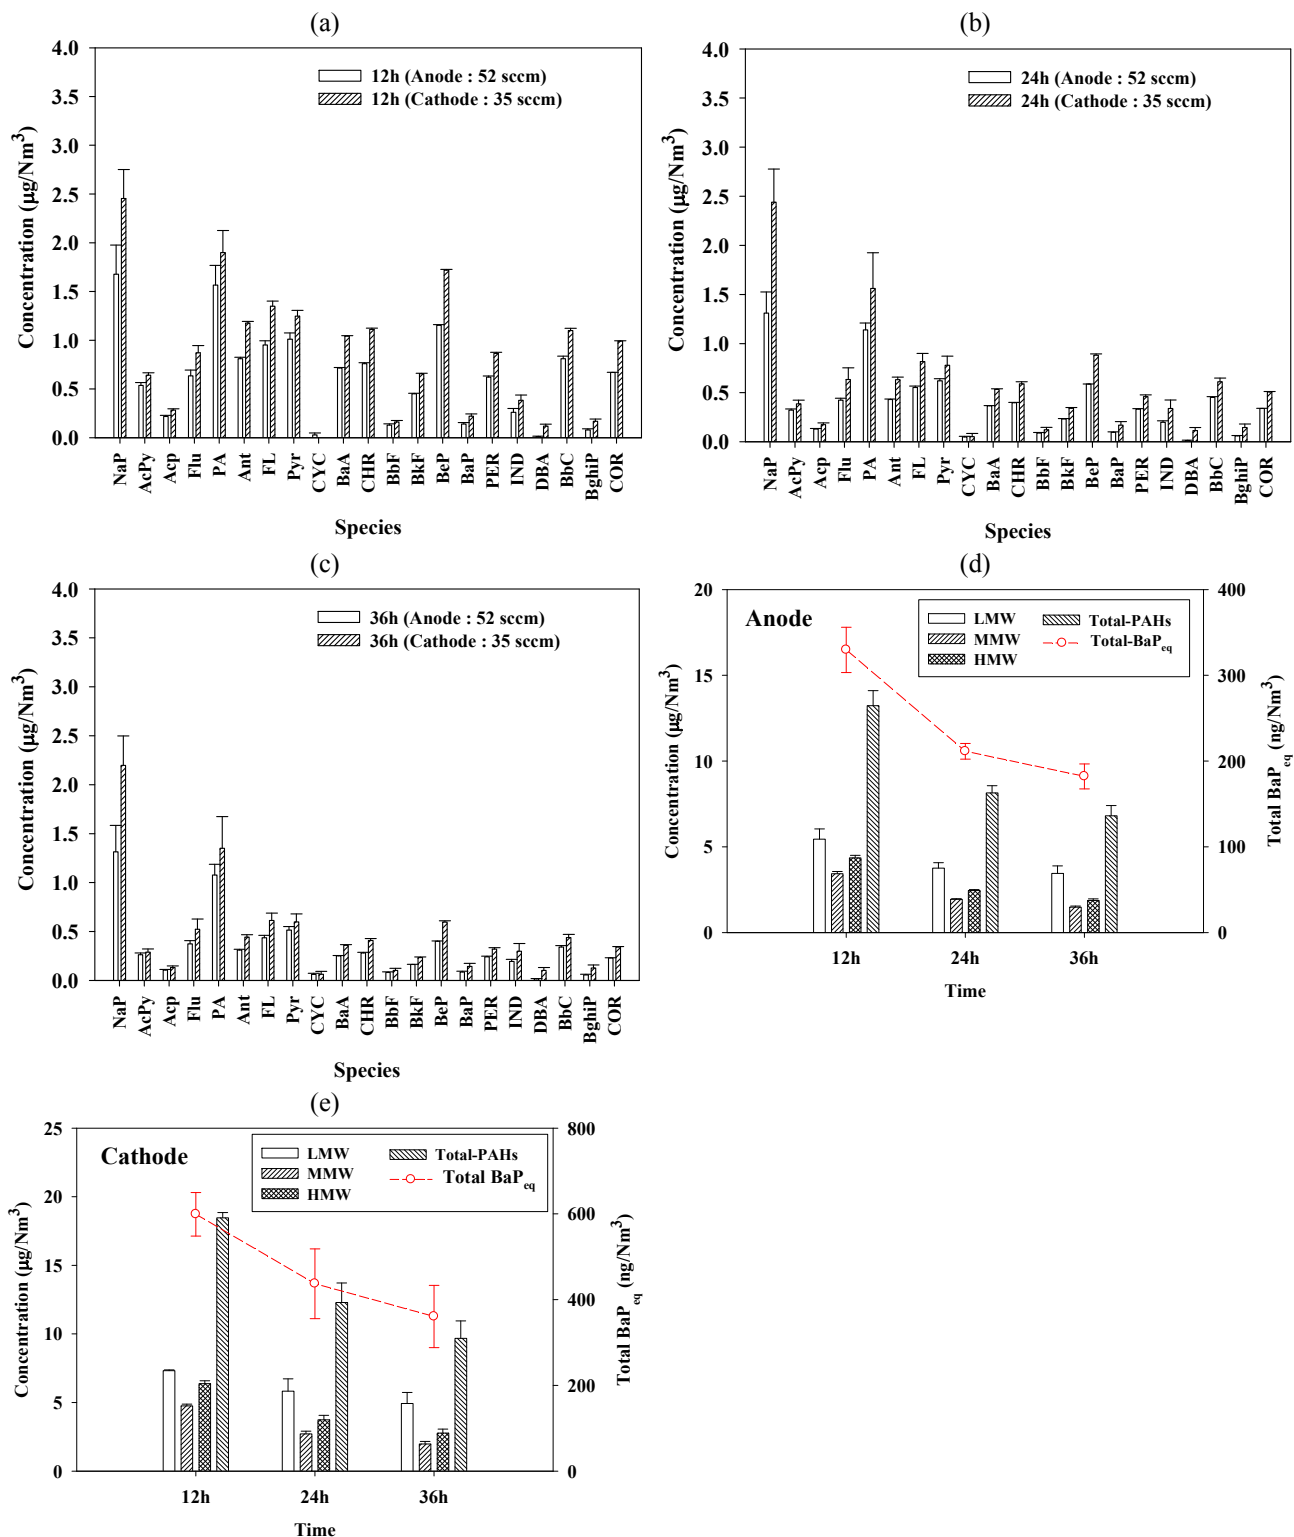 (a)
4.0
3.5
3.0
2.5
2.0
1.5
1.0
0.5
0.0
Concentration (µg/Nm³)
12h (Anode : 52 sccm)
12h (Cathode : 35 sccm)
NaP AcPy Acp Flu PA Ant FL Pyr CYC BaA CHR BbF BkF BeP BaP PER IND DBA BbC BghiP COR
Species
(b)
4.0
3.5
3.0
2.5
2.0
1.5
1.0
0.5
0.0
Concentration (µg/Nm³)
24h (Anode : 52 sccm)
24h (Cathode : 35 sccm)
NaP AcPy Acp Flu PA Ant FL Pyr CYC BaA CHR BbF BkF BeP BaP PER IND DBA BbC BghiP COR
Species
(c)
4.0
3.5
3.0
2.5
2.0
1.5
1.0
0.5
0.0
Concentration (µg/Nm³)
36h (Anode : 52 sccm)
36h (Cathode : 35 sccm)
NaP AcPy Acp Flu PA Ant FL Pyr CYC BaA CHR BbF BkF BeP BaP PER IND DBA BbC BghiP COR
Species
(d)
20
15
10
5
0
Concentration (µg/Nm³)
Anode
LMW
MMW
HMW
Total-PAHs
Total-BaPeq
400
300
200
100
0
Total BaPeq (ng/Nm³)
12h 24h 36h
Time
(e)
25
20
15
10
5
0
Concentration (µg/Nm³)
Cathode
LMW
MMW
HMW
Total-PAHs
Total BaPeq
800
600
400
200
0
Total BaPeq (ng/Nm³)
12h 24h 36h
Time